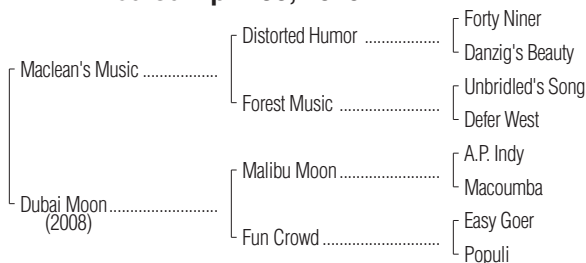 Distorted Humor ..................
Forty Niner
Danzig's Beauty
Maclean's Music ..................
Forest Music ..........................
Unbridled's Song
Defer West
Malibu Moon ........................
A.P. Indy
Macoumba
Dubai Moon ..........................
(2008)
Fun Crowd .............................
Easy Goer
Populi